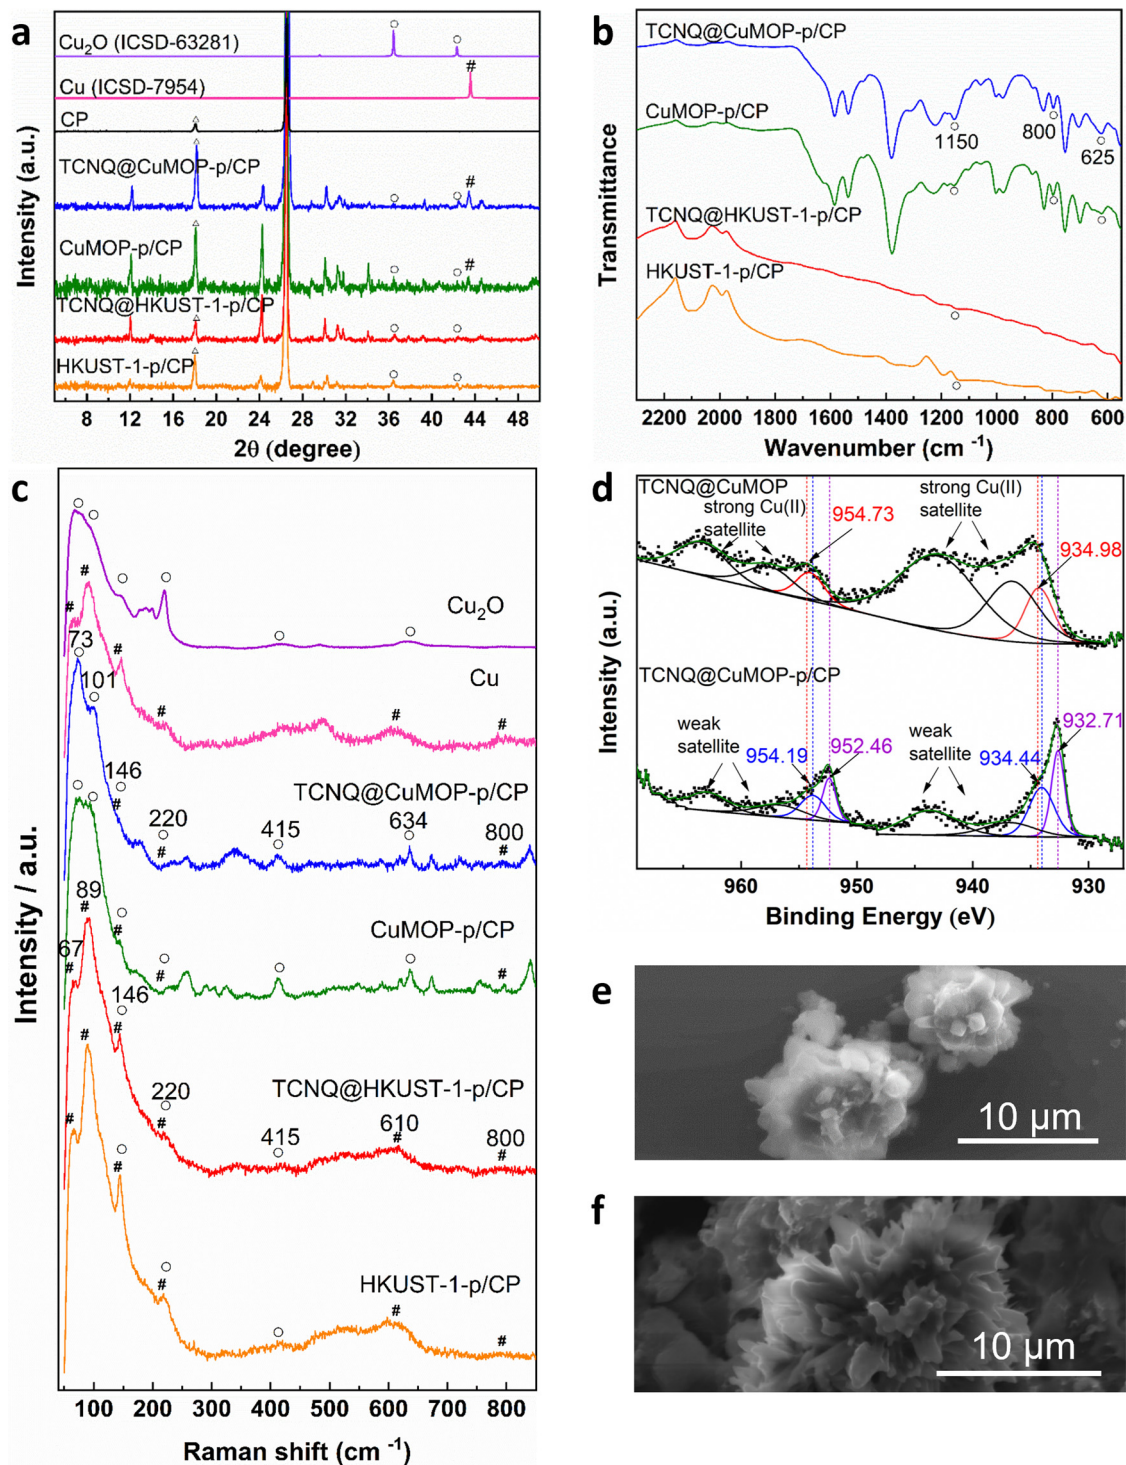 a
Cu₂O (ICSD-63281)
○
○
Cu (ICSD-7954)
#
CP
△
TCNQ@CuMOP-p/CP
△
○
○
#
CuMOP-p/CP
△
○
○
#
TCNQ@HKUST-1-p/CP
△
○
○
HKUST-1-p/CP
△
○
○
Intensity (a.u.)
8 12 16 20 24 28 32 36 40 44 48
2θ (degree)
b
TCNQ@CuMOP-p/CP
CuMOP-p/CP
1150
800
625
TCNQ@HKUST-1-p/CP
HKUST-1-p/CP
Transmittance
2200 2000 1800 1600 1400 1200 1000 800 600
Wavenumber (cm ⁻¹)
c
Cu₂O
Cu
73
101
146
TCNQ@CuMOP-p/CP
220
415
634
800
CuMOP-p/CP
89
67
146
TCNQ@HKUST-1-p/CP
220
415
610
800
HKUST-1-p/CP
Intensity / a.u.
100 200 300 400 500 600 700 800
Raman shift (cm ⁻¹)
d
TCNQ@CuMOP
strong Cu(II)
satellite
954.73
strong Cu(II)
satellite
934.98
TCNQ@CuMOP-p/CP
weak
satellite
954.19
952.46
weak
satellite
934.44
932.71
Intensity (a.u.)
960 950 940 930
Binding Energy (eV)
e
10 μm
f
10 μm